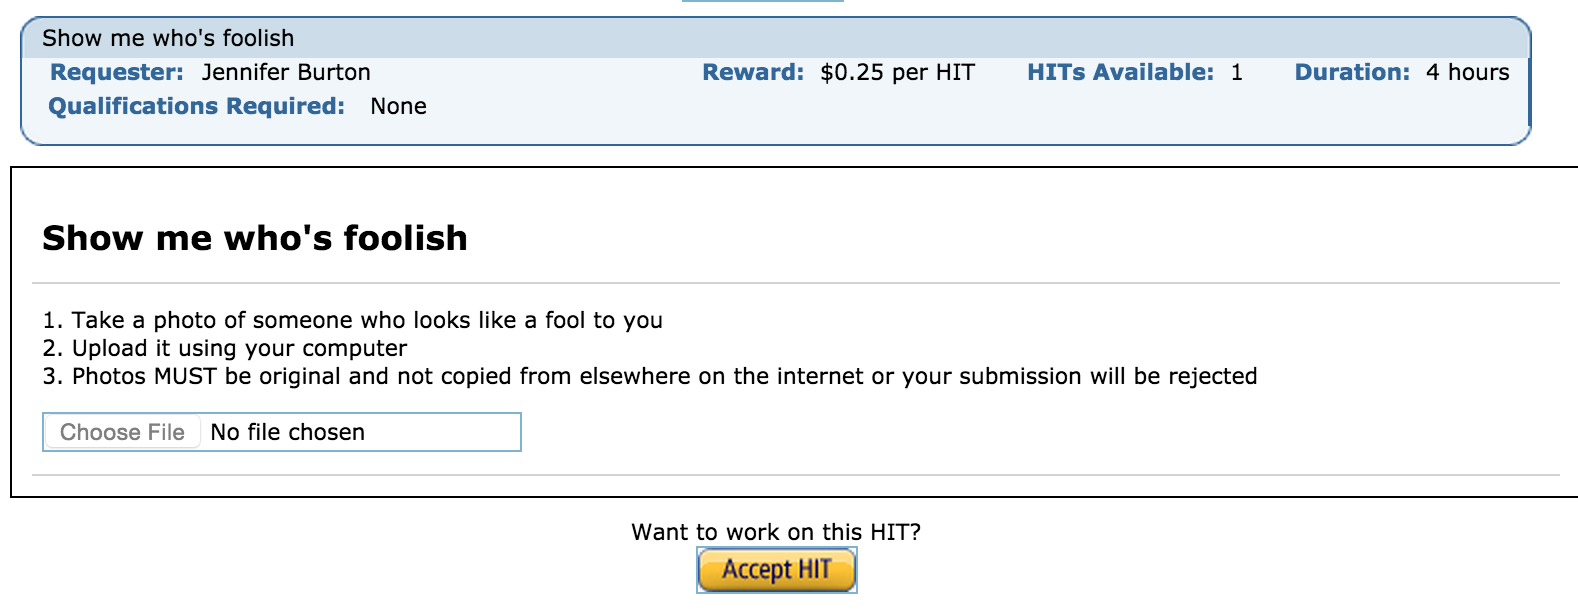 Show me who's foolish
Requester: Jennifer Burton Reward: $0.25 per HIT HITs Available: 1 Duration: 4 hours
Qualifications Required: None
Show me who's foolish
1. Take a photo of someone who looks like a fool to you
2. Upload it using your computer
3. Photos MUST be original and not copied from elsewhere on the internet or your submission will be rejected
Choose File No file chosen
Want to work on this HIT?
Accept HIT